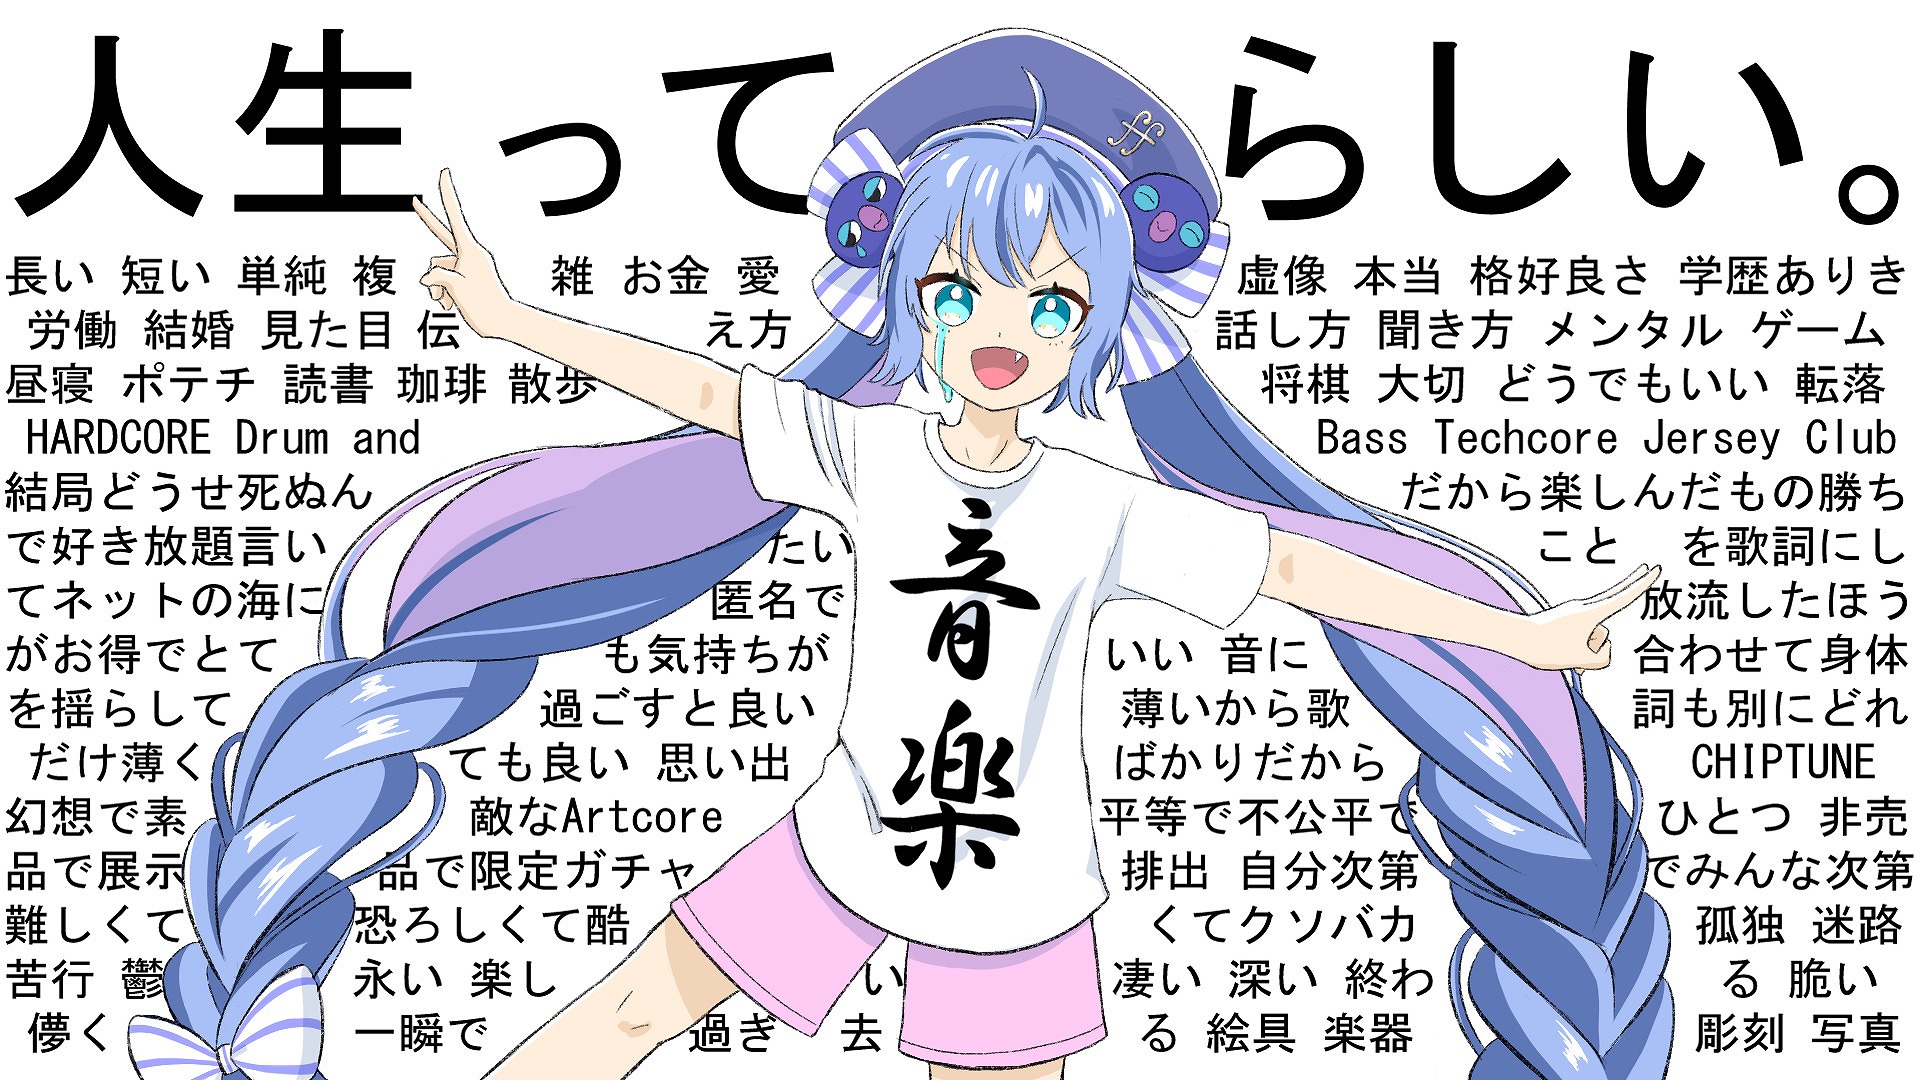 人生って らしい。
ff
長い 短い 単純 複 雑 お金 愛 虚像 本当 格好良さ 学歴ありき
労働 結婚 見た目 伝 え方 話し方 聞き方 メンタル ゲーム
昼寝 ポテチ 読書 珈琲 散歩 将棋 大切 どうでもいい 転落
HARDCORE Drum and Bass Techcore Jersey Club
結局どうせ死ぬん だから楽しんだもの勝ち
で好き放題言い たい こと を歌詞にし
てネットの海に 匿名で 放流したほう
がお得でとて も気持ちが いい 音に 合わせて身体
を揺らして 過ごすと良い 薄いから歌 詞も別にどれ
だけ薄く ても良い 思い出 ばかりだから CHIPTUNE
幻想で素 敵なArtcore 平等で不公平で ひとつ 非売
品で展示 品で限定ガチャ 排出 自分次第 でみんな次第
難しくて 恐ろしくて酷 くてクソバカ 孤独 迷路
苦行 鬱 永い 楽し い 凄い 深い 終わ る 脆い
儚く 一瞬で 過ぎ 去 る 絵具 楽器 彫刻 写真
音楽